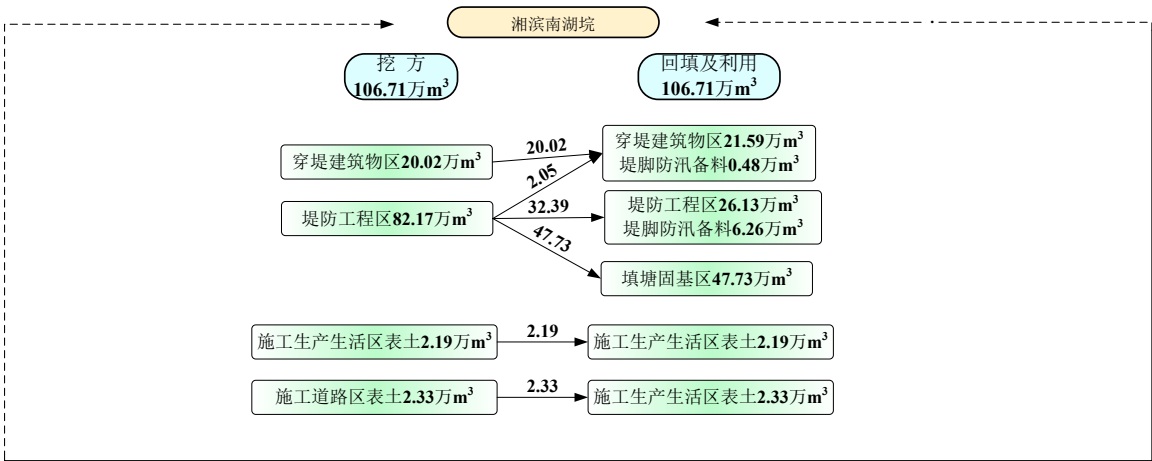 湘滨南湖垸
挖 方
106.71万m³
回填及利用
106.71万m³
穿堤建筑物区20.02万m³
20.02
穿堤建筑物区21.59万m³
堤脚防汛备料0.48万m³
2.05
堤防工程区82.17万m³
32.39
堤防工程区26.13万m³
堤脚防汛备料6.26万m³
47.73
填塘固基区47.73万m³
施工生产生活区表土2.19万m³
2.19
施工生产生活区表土2.19万m³
施工道路区表土2.33万m³
2.33
施工生产生活区表土2.33万m³